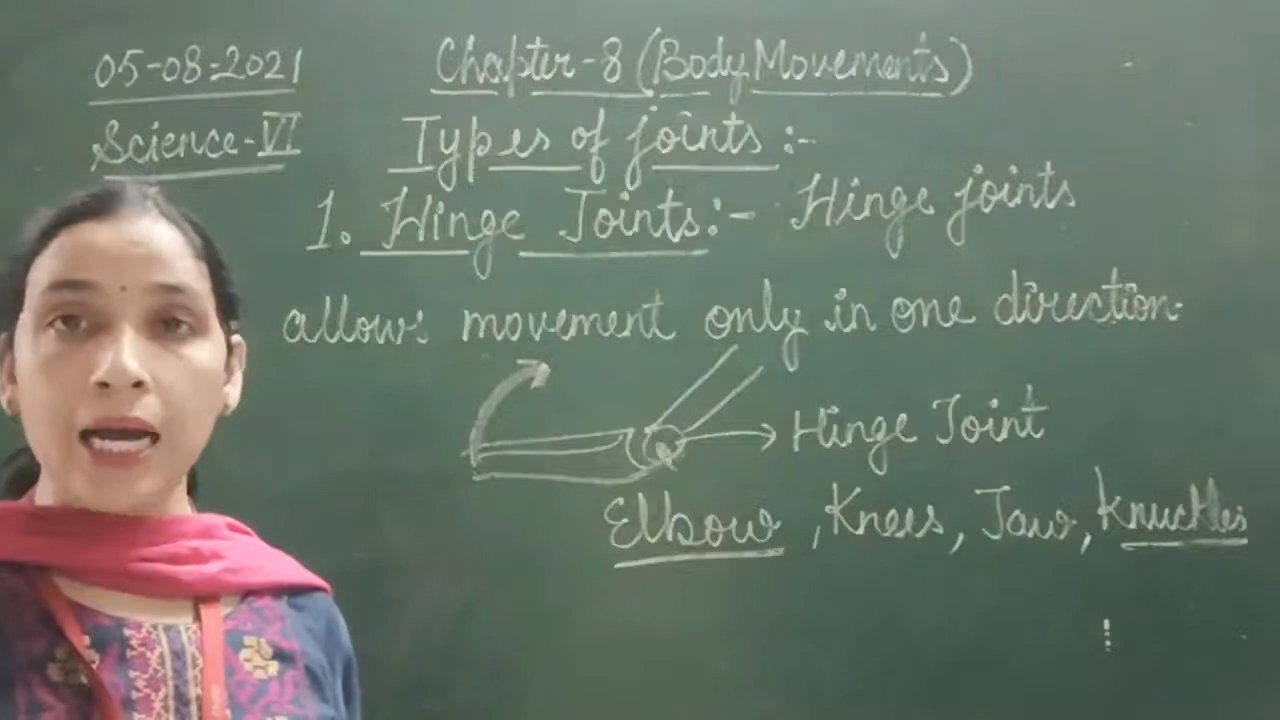 05-08-2021
Chapter-8 (Body Movements)
Science-VI
Types of joints :-
1. Hinge Joints :- Hinge joints
allows movement only in one direction.
Hinge Joint
Elbow, Knees, Jaw, Knuckles